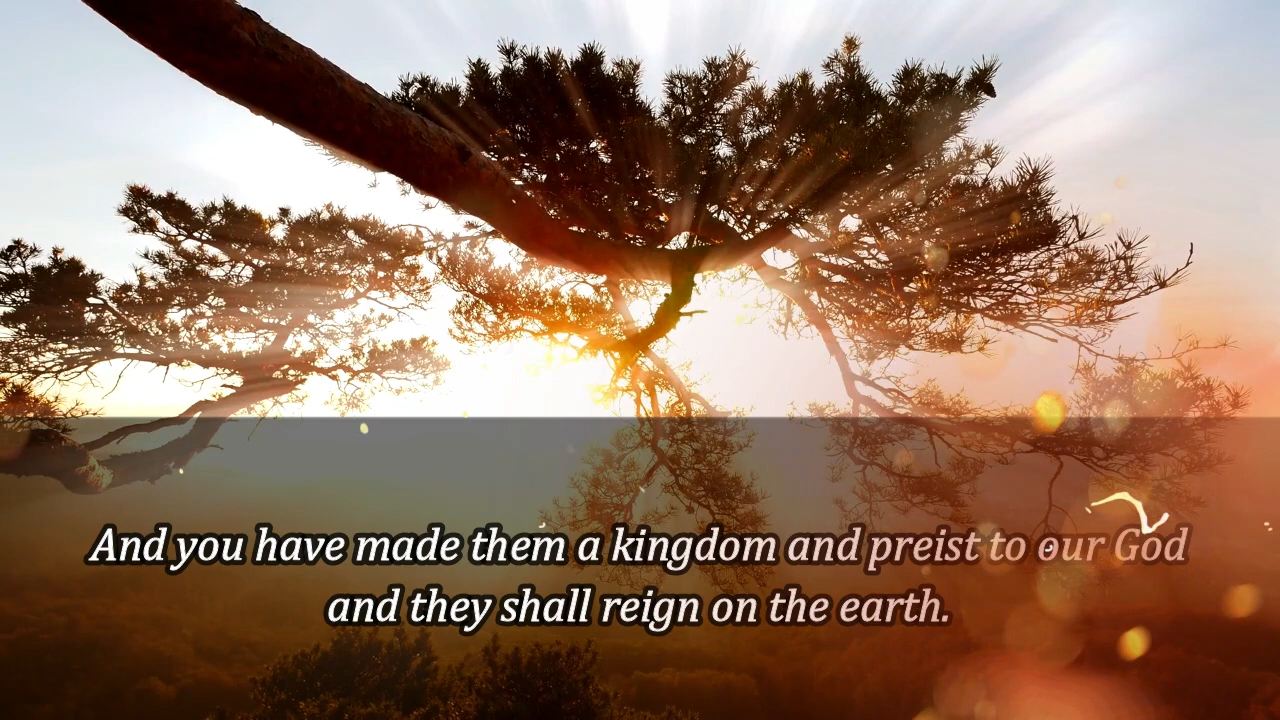 And you have made them a kingdom and preist to our God
and they shall reign on the earth.